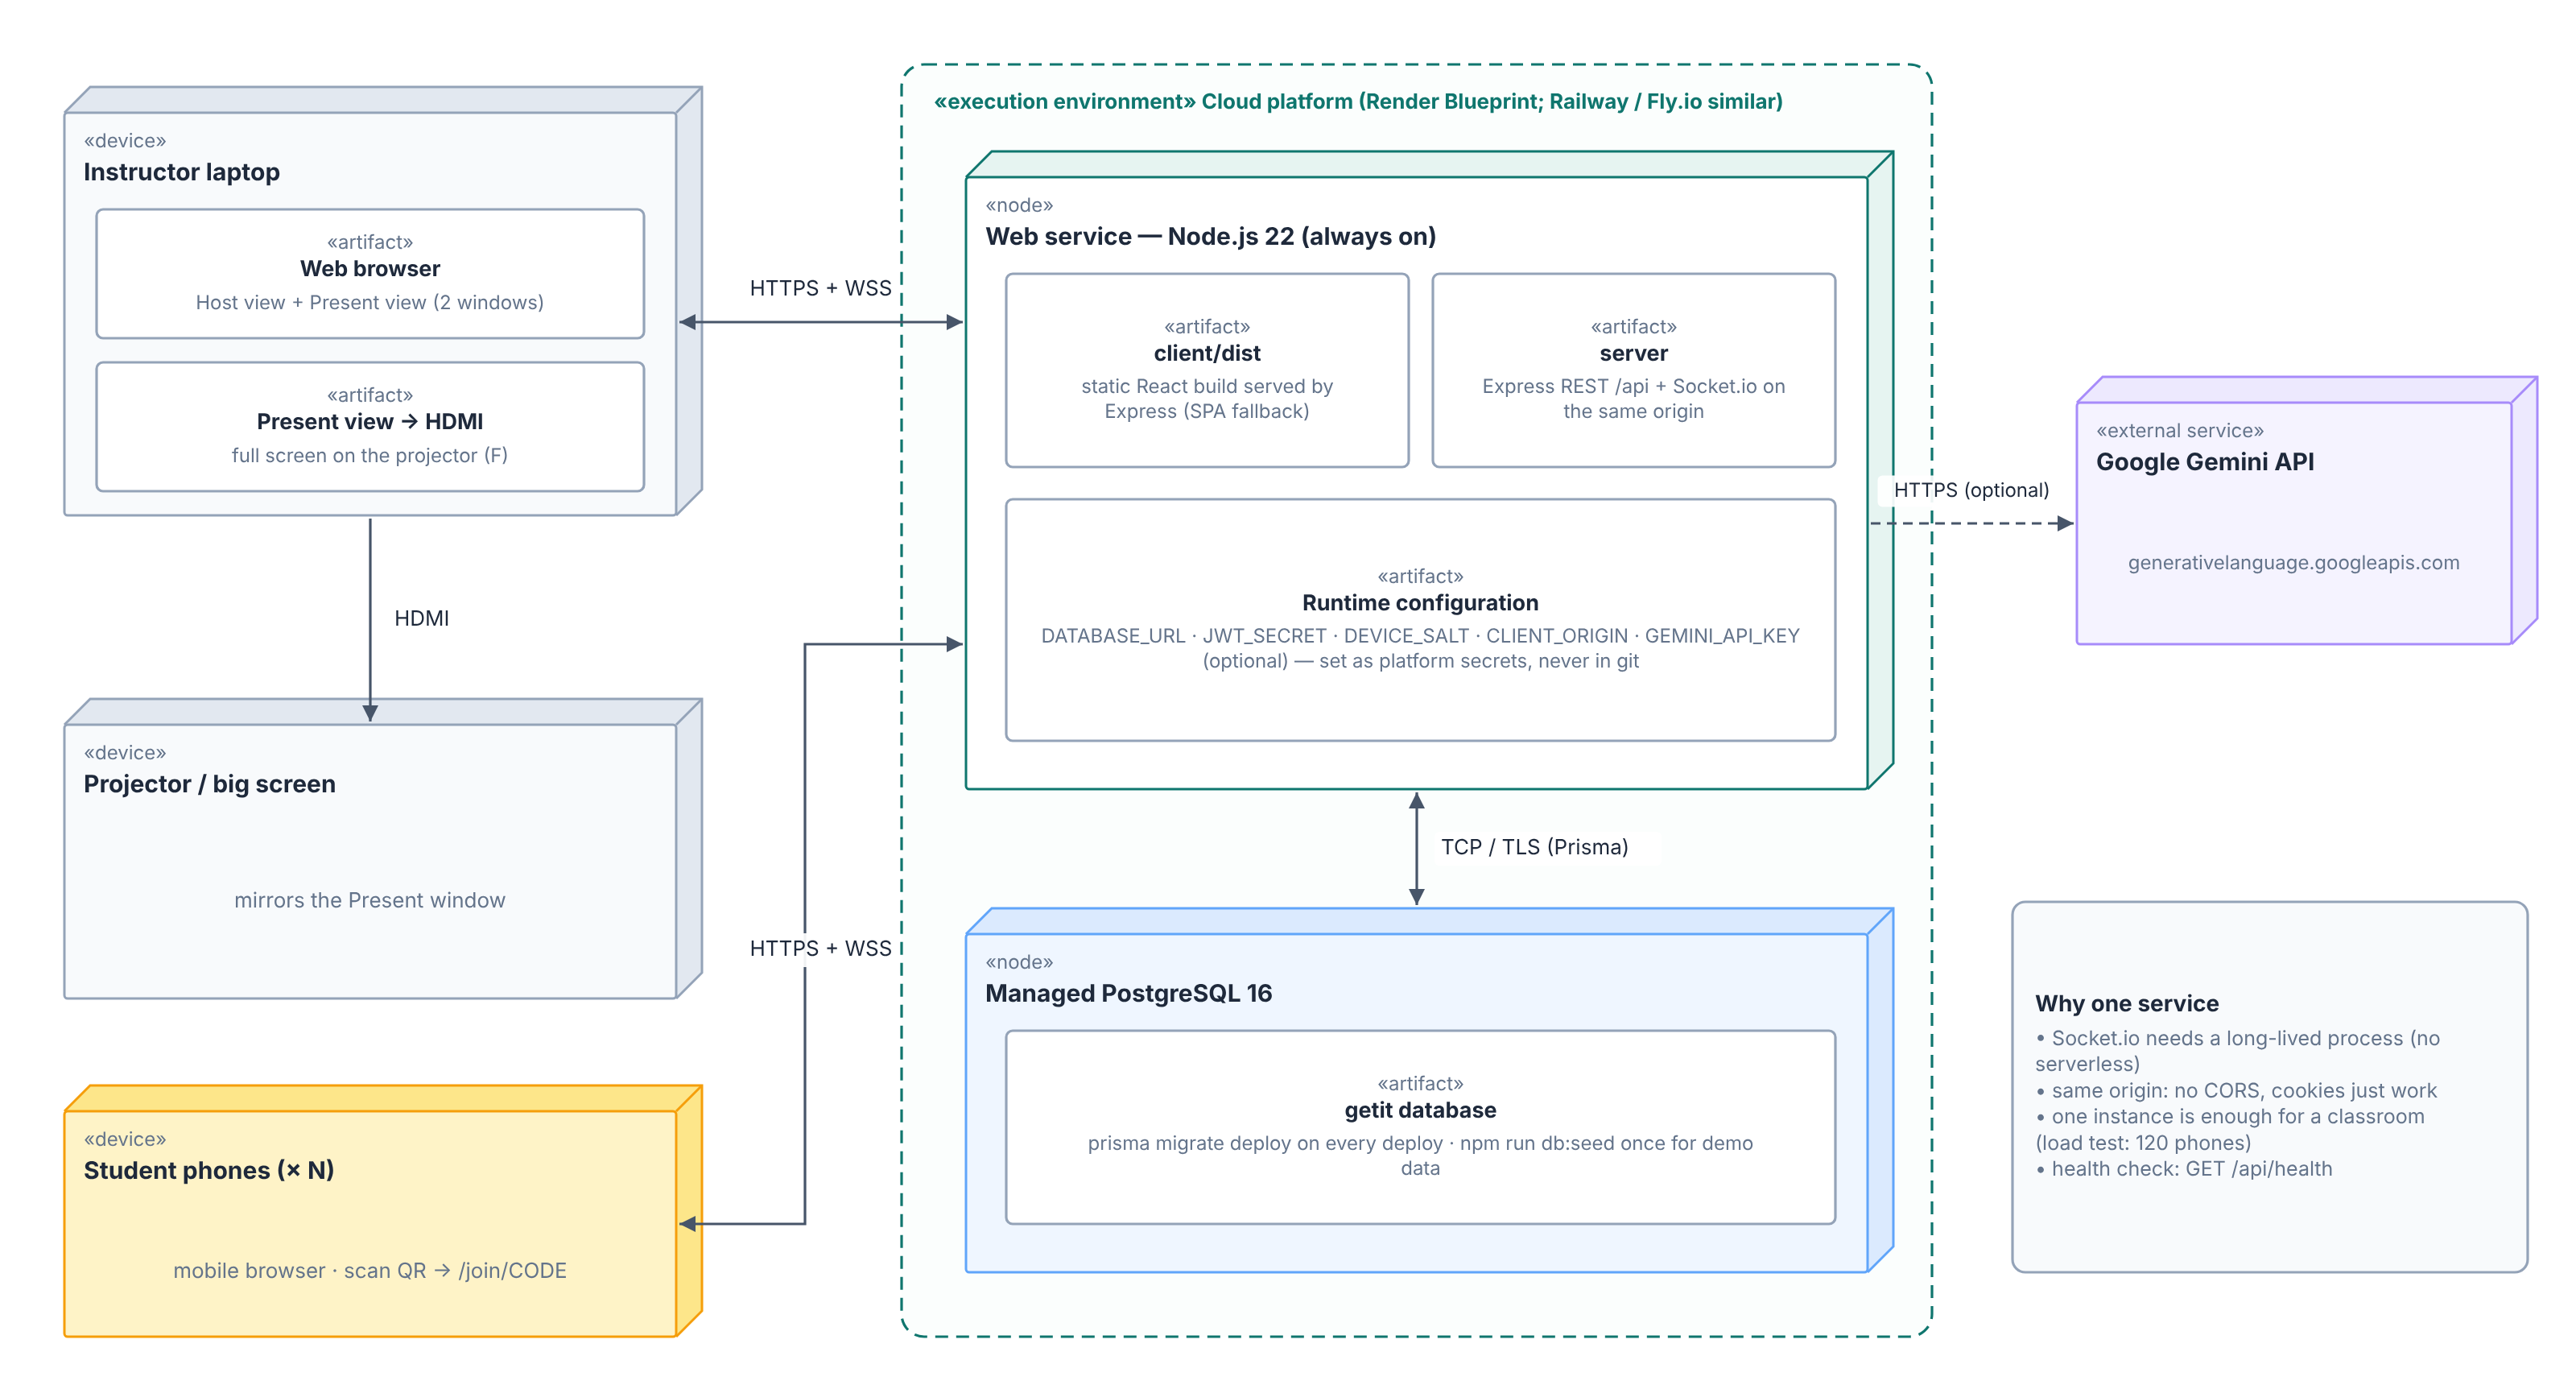 «device»
Instructor laptop
«artifact»
Web browser
Host view + Present view (2 windows)
«artifact»
Present view → HDMI
full screen on the projector (F)
HDMI
«device»
Projector / big screen
mirrors the Present window
«device»
Student phones (× N)
mobile browser · scan QR → /join/CODE
HTTPS + WSS
HTTPS + WSS
«execution environment» Cloud platform (Render Blueprint; Railway / Fly.io similar)
«node»
Web service — Node.js 22 (always on)
«artifact»
client/dist
static React build served by
Express (SPA fallback)
«artifact»
server
Express REST /api + Socket.io on
the same origin
«artifact»
Runtime configuration
DATABASE_URL · JWT_SECRET · DEVICE_SALT · CLIENT_ORIGIN · GEMINI_API_KEY
(optional) — set as platform secrets, never in git
TCP / TLS (Prisma)
«node»
Managed PostgreSQL 16
«artifact»
getit database
prisma migrate deploy on every deploy · npm run db:seed once for demo
data
HTTPS (optional)
«external service»
Google Gemini API
generativelanguage.googleapis.com
Why one service
• Socket.io needs a long-lived process (no
serverless)
• same origin: no CORS, cookies just work
• one instance is enough for a classroom
(load test: 120 phones)
• health check: GET /api/health